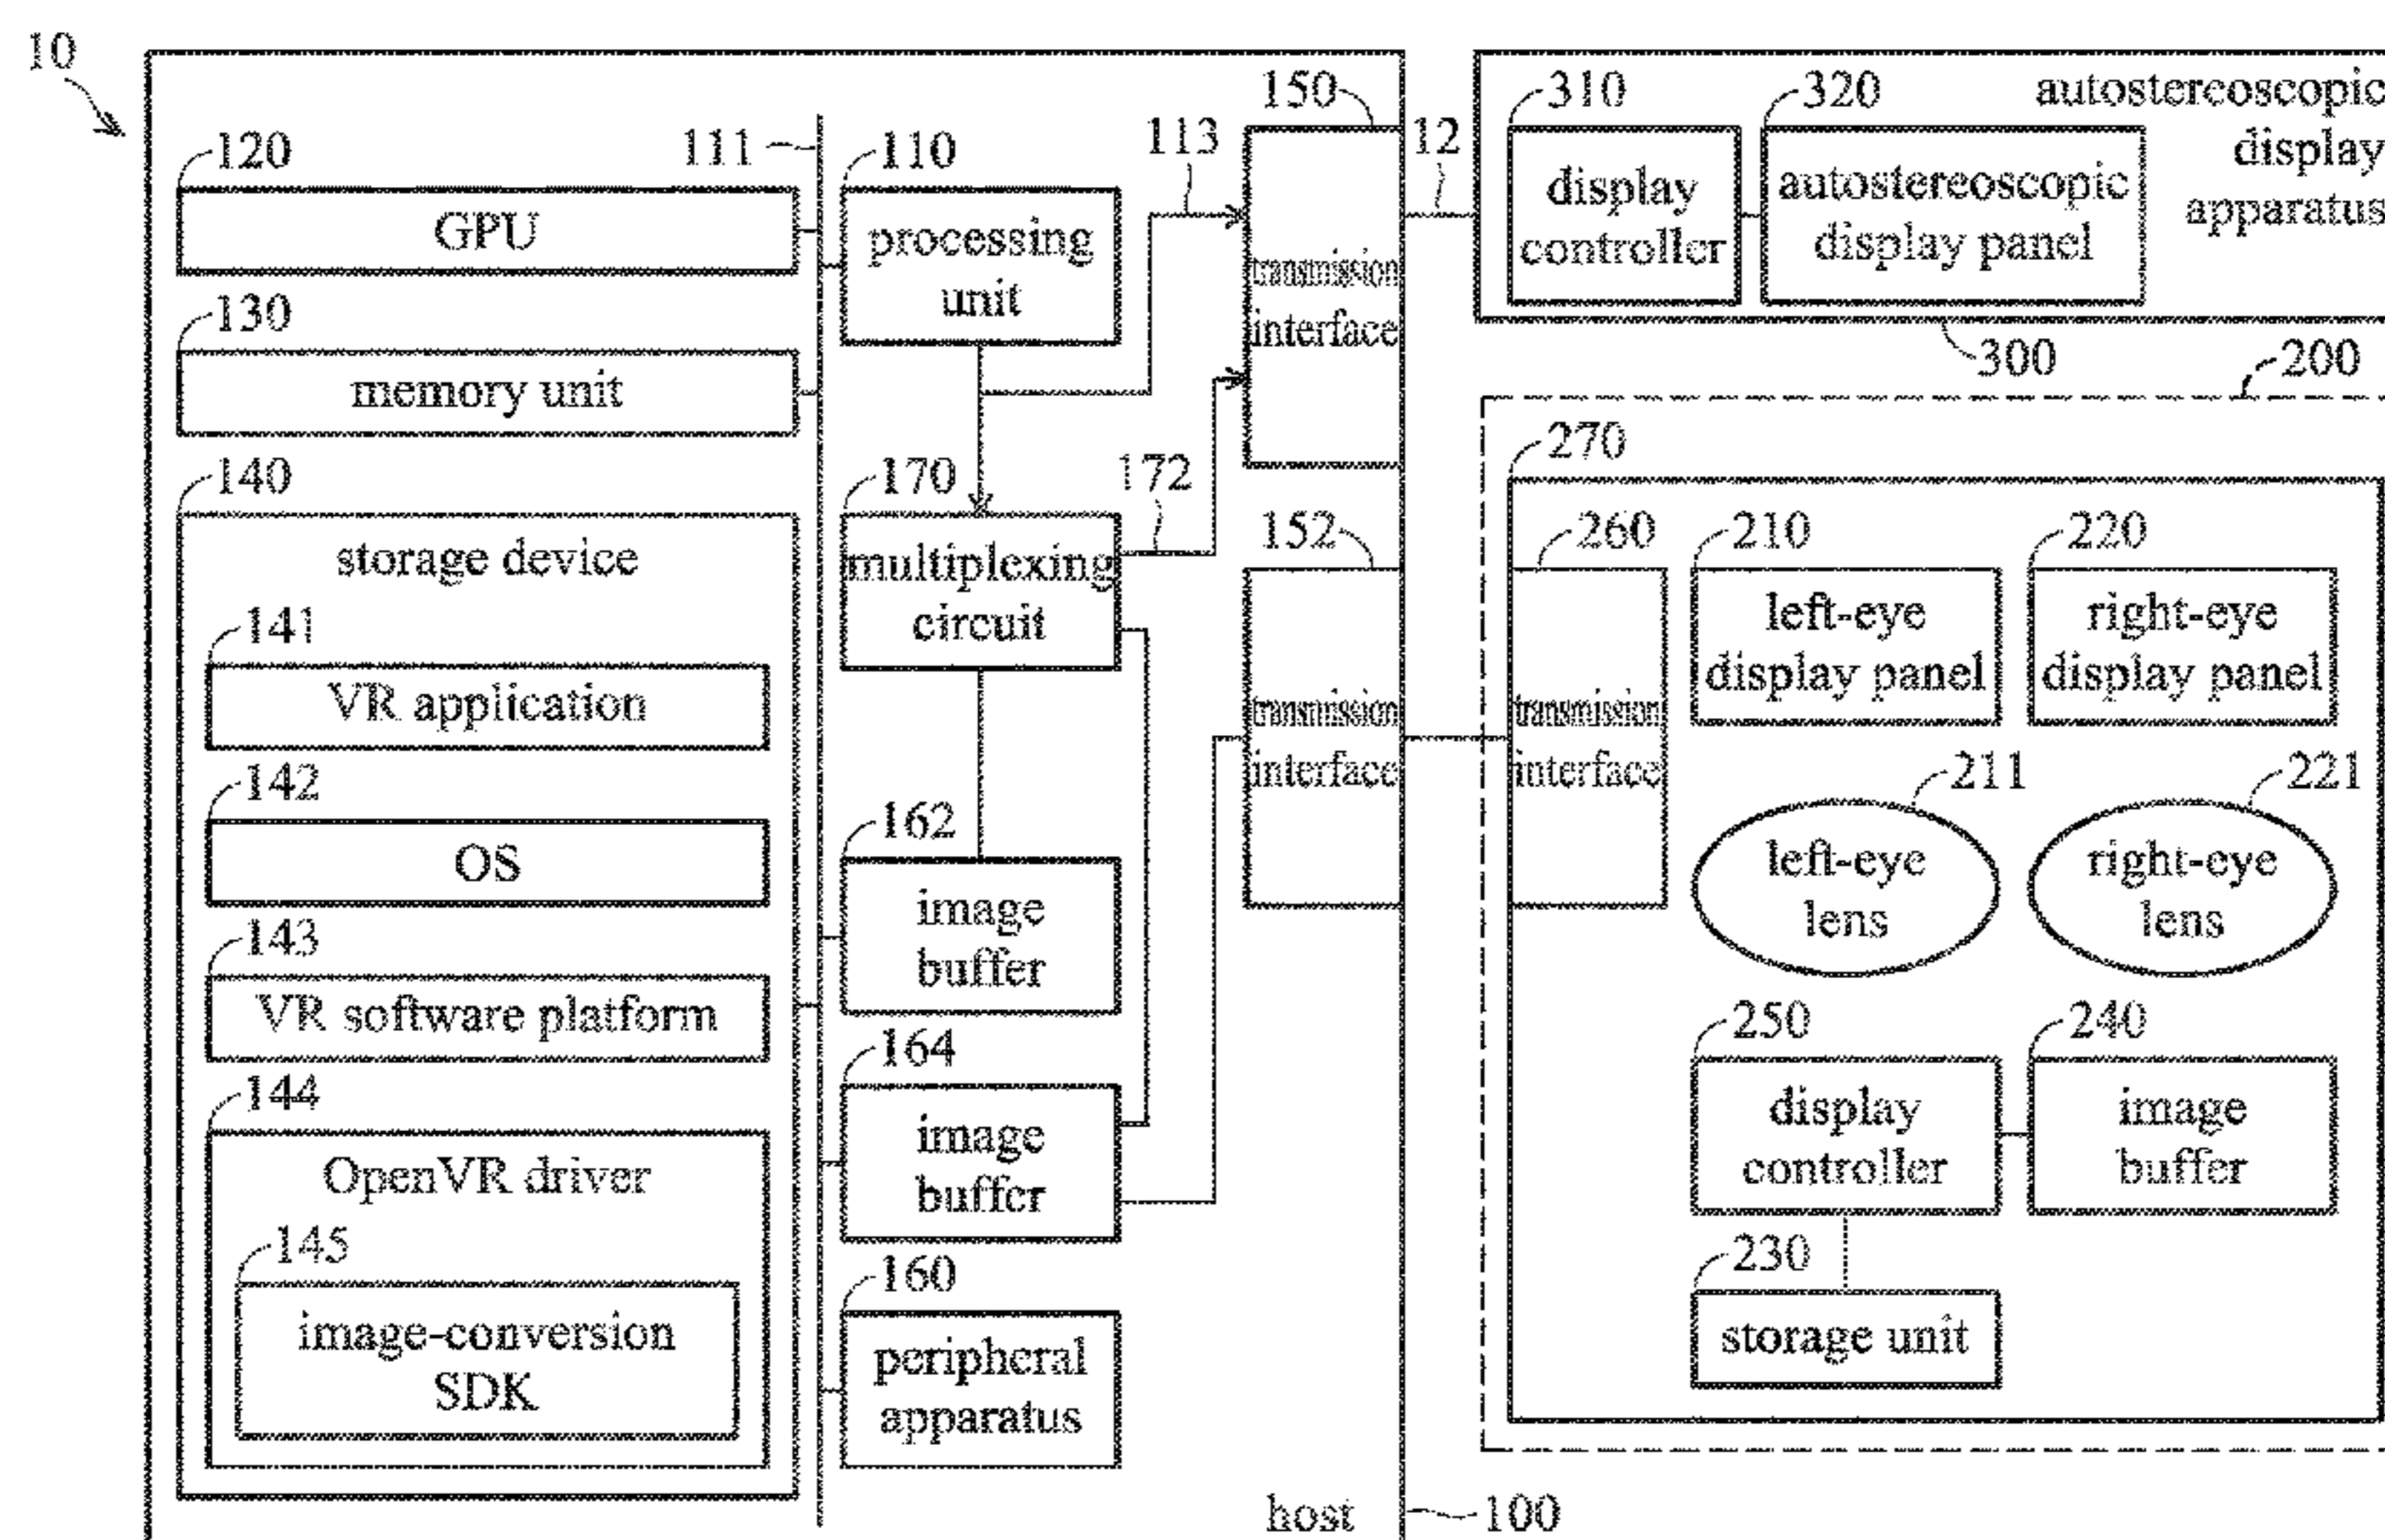 10
120
GPU
130
memory unit
140
storage device
141
VR application
142
OS
143
VR software platform
144
OpenVR driver
145
image-conversion
SDK
111
110
processing
unit
113
170
multiplexing
circuit
172
162
image
buffer
164
image
buffer
160
peripheral
apparatus
150
transmission
interface
152
transmission
interface
host
100
12
310
display
controller
320
autostereoscopic
display panel
autostereoscopic
display
apparatus
300
200
270
260
transmission
interface
210
left-eye
display panel
220
right-eye
display panel
211
left-eye
lens
221
right-eye
lens
250
display
controller
240
image
buffer
230
storage unit